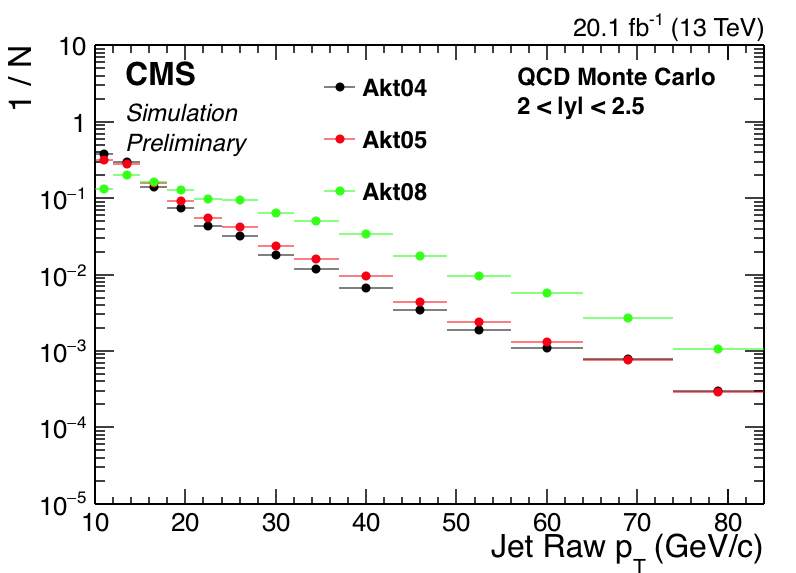 20.1 fb⁻¹ (13 TeV)
1 / N
CMS
Simulation
Preliminary
Akt04
Akt05
Akt08
QCD Monte Carlo
2 < |y| < 2.5
10
1
10⁻¹
10⁻²
10⁻³
10⁻⁴
10⁻⁵
10 20 30 40 50 60 70 80
Jet Raw p_T (GeV/c)